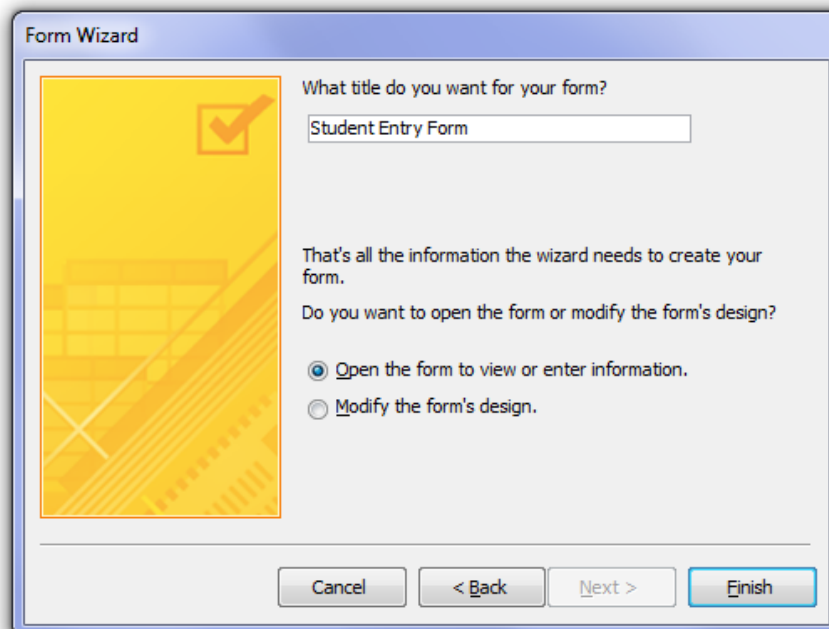 Form Wizard
What title do you want for your form?
Student Entry Form
That's all the information the wizard needs to create your
form.
Do you want to open the form or modify the form's design?
Open the form to view or enter information.
Modify the form's design.
Cancel
< Back
Next >
Finish